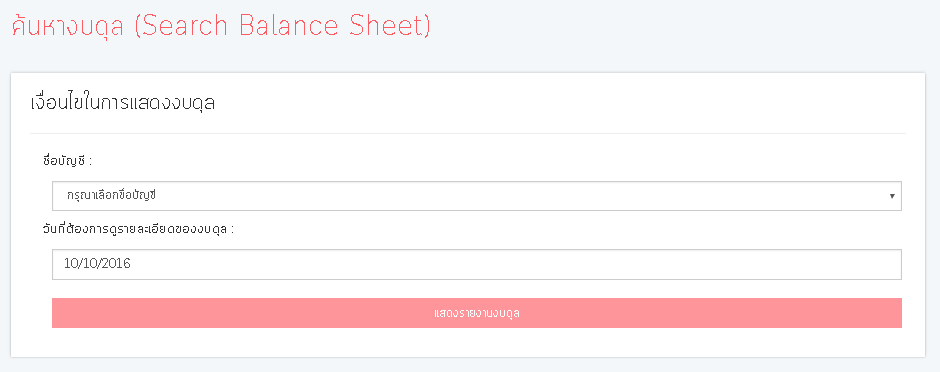 ค้นหางบดุล (Search Balance Sheet)
เงื่อนไขในการแสดงงบดุล
ชื่อบัญชี :
กรุณาเลือกชื่อบัญชี
วันที่ต้องการดูรายละเอียดของงบดุล :
10/10/2016
แสดงรายงานงบดุล